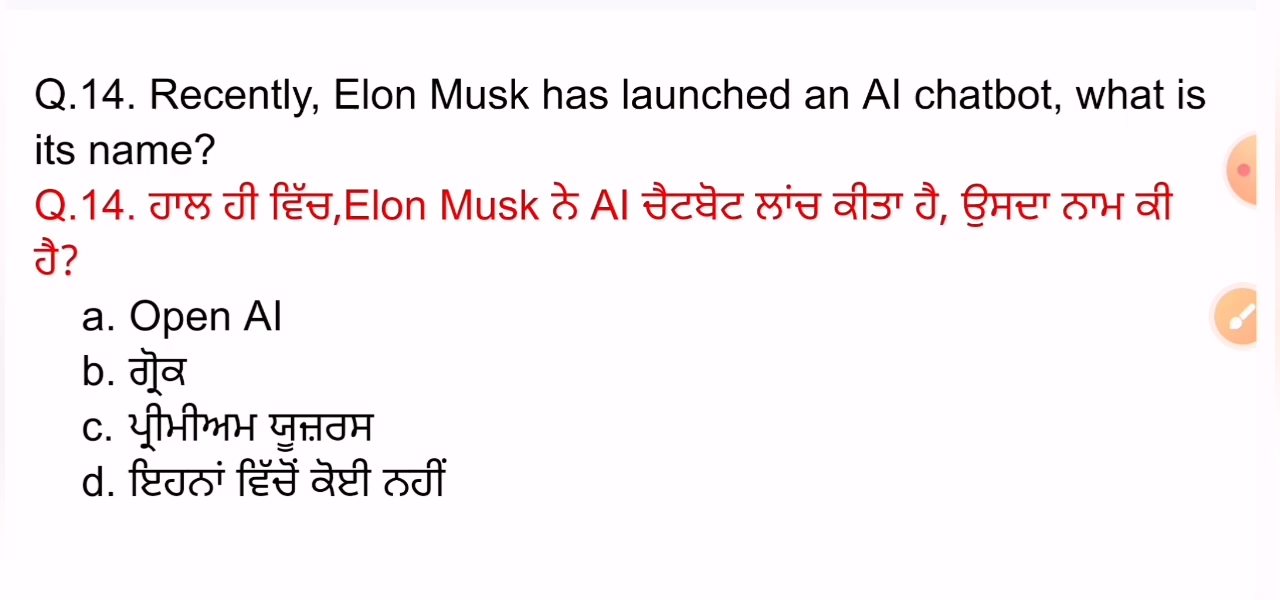 Q.14. Recently, Elon Musk has launched an AI chatbot, what is
its name?
Q.14. ਹਾਲ ਹੀ ਵਿੱਚ,Elon Musk ਨੇ AI ਚੈਟਬੋਟ ਲਾਂਚ ਕੀਤਾ ਹੈ, ਉਸਦਾ ਨਾਮ ਕੀ
ਹੈ?
a. Open AI
b. ਗ੍ਰੋਕ
c. ਪ੍ਰੀਮੀਅਮ ਯੂਜ਼ਰਸ
d. ਇਹਨਾਂ ਵਿੱਚੋਂ ਕੋਈ ਨਹੀਂ